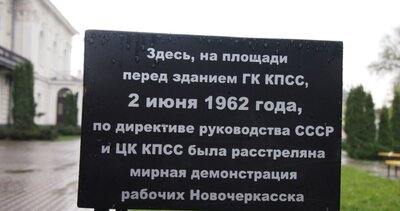 Здесь, на площади
перед зданием ГК КПСС,
2 июня 1962 года,
по директиве руководства СССР
и ЦК КПСС была расстреляна
мирная демонстрация
рабочих Новочеркасска